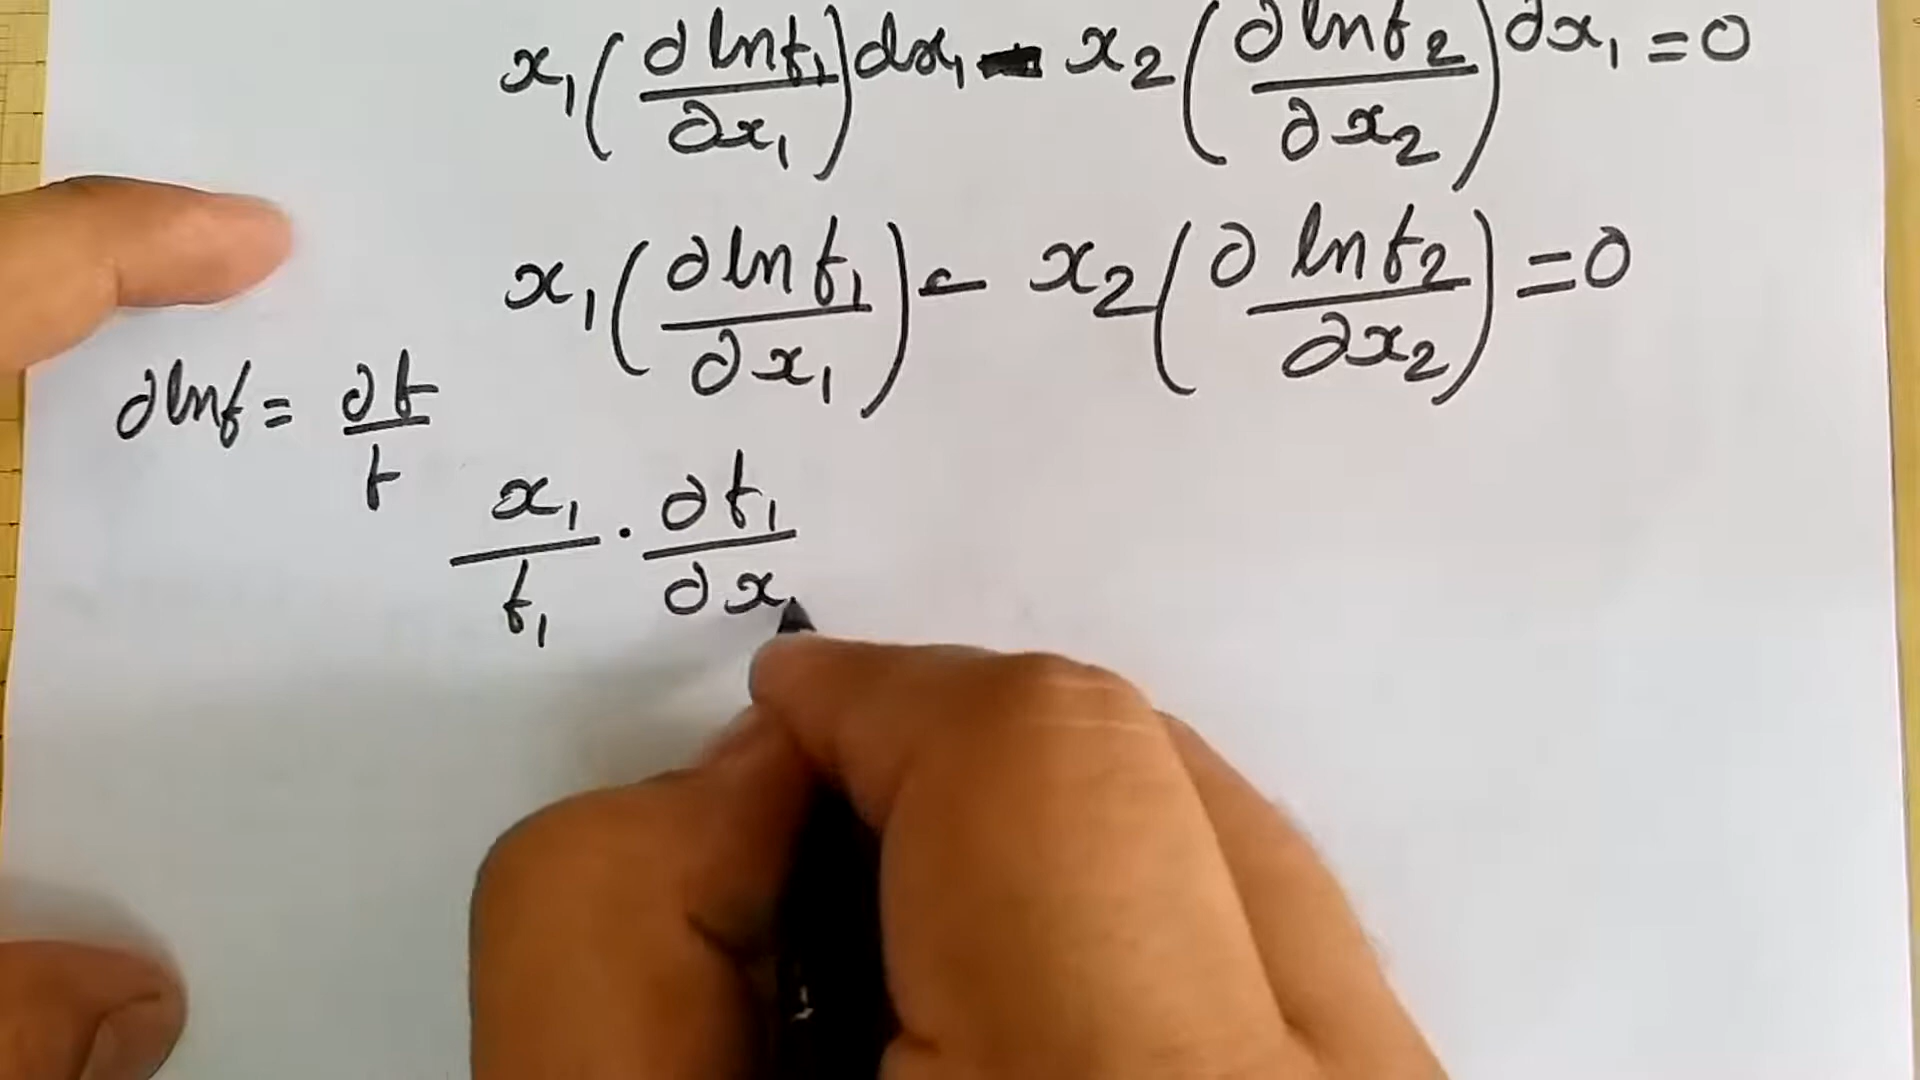 x₁(∂lnf₁/∂x₁)dx₁ - x₂(∂lnf₂/∂x₂)dx₁ = 0
x₁(∂lnf₁/∂x₁) - x₂(∂lnf₂/∂x₂) = 0
∂lnf = ∂f/f
x₁/f₁ · ∂f₁/∂x₁